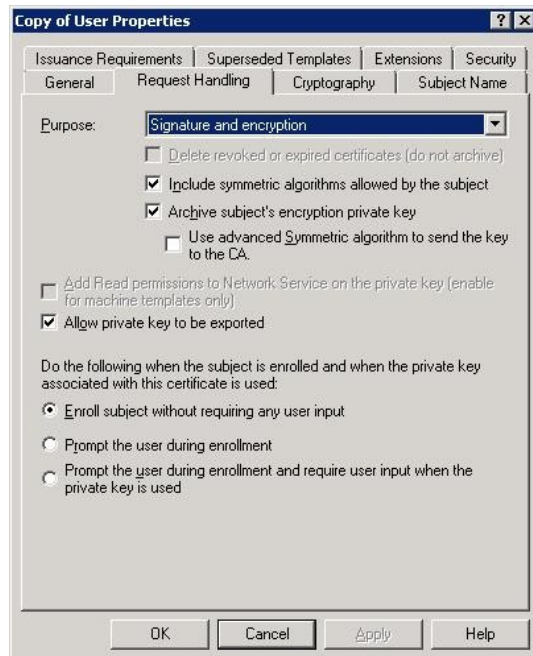 Copy of User Properties
Issuance Requirements Superseded Templates Extensions Security
General Request Handling Cryptography Subject Name
Purpose: Signature and encryption
Delete revoked or expired certificates (do not archive)
Include symmetric algorithms allowed by the subject
Archive subject's encryption private key
Use advanced Symmetric algorithm to send the key
to the CA.
Add Read permissions to Network Service on the private key (enable
for machine templates only)
Allow private key to be exported
Do the following when the subject is enrolled and when the private key
associated with this certificate is used:
Enroll subject without requiring any user input
Prompt the user during enrollment
Prompt the user during enrollment and require user input when the
private key is used
OK Cancel Apply Help